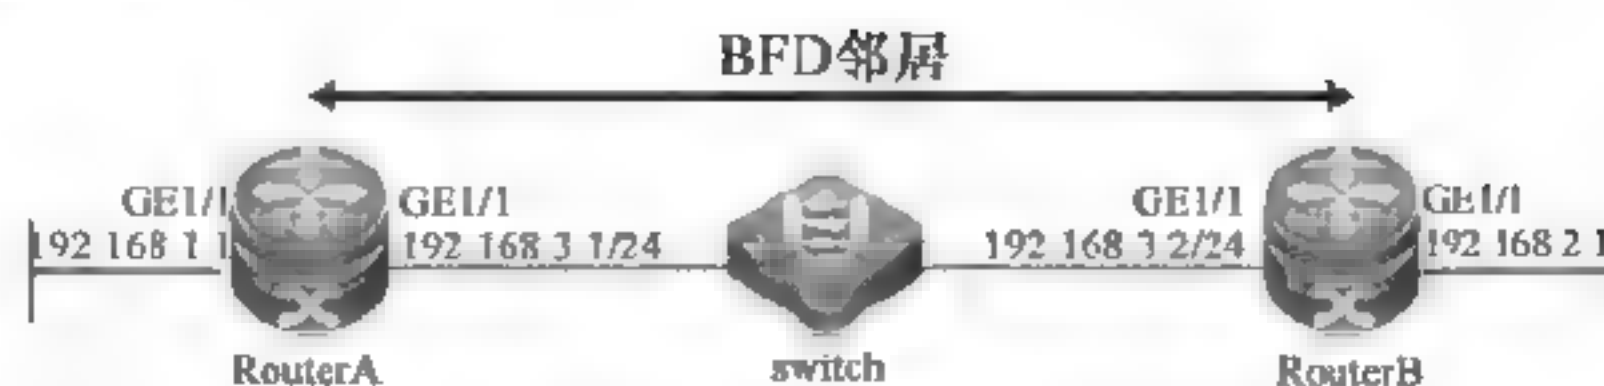 BFD邻居
GE1/1
GE1/1
GE1/1
GE1/1
192 168 1 1
192 168 3 1/24
192 168 3 2/24
192 168 2 1
RouterA
switch
RouterB